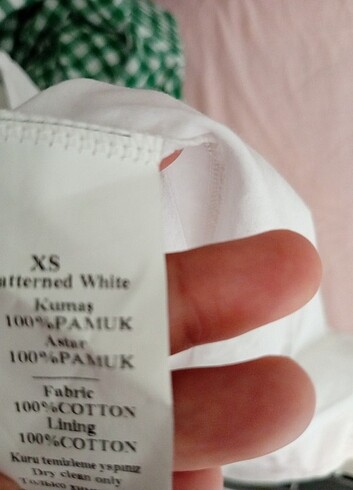 XS
atterned White
Kumaş
100%PAMUK
Astar
100%PAMUK
Fabric
100%COTTON
Lining
100%COTTON
Kuru temizleme yapınız
Dry clean only
Только